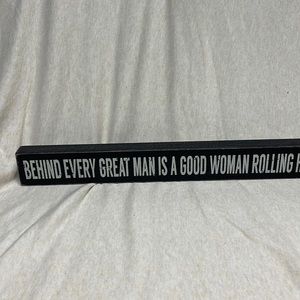 BEHIND EVERY GREAT MAN IS A GOOD WOMAN ROLLING